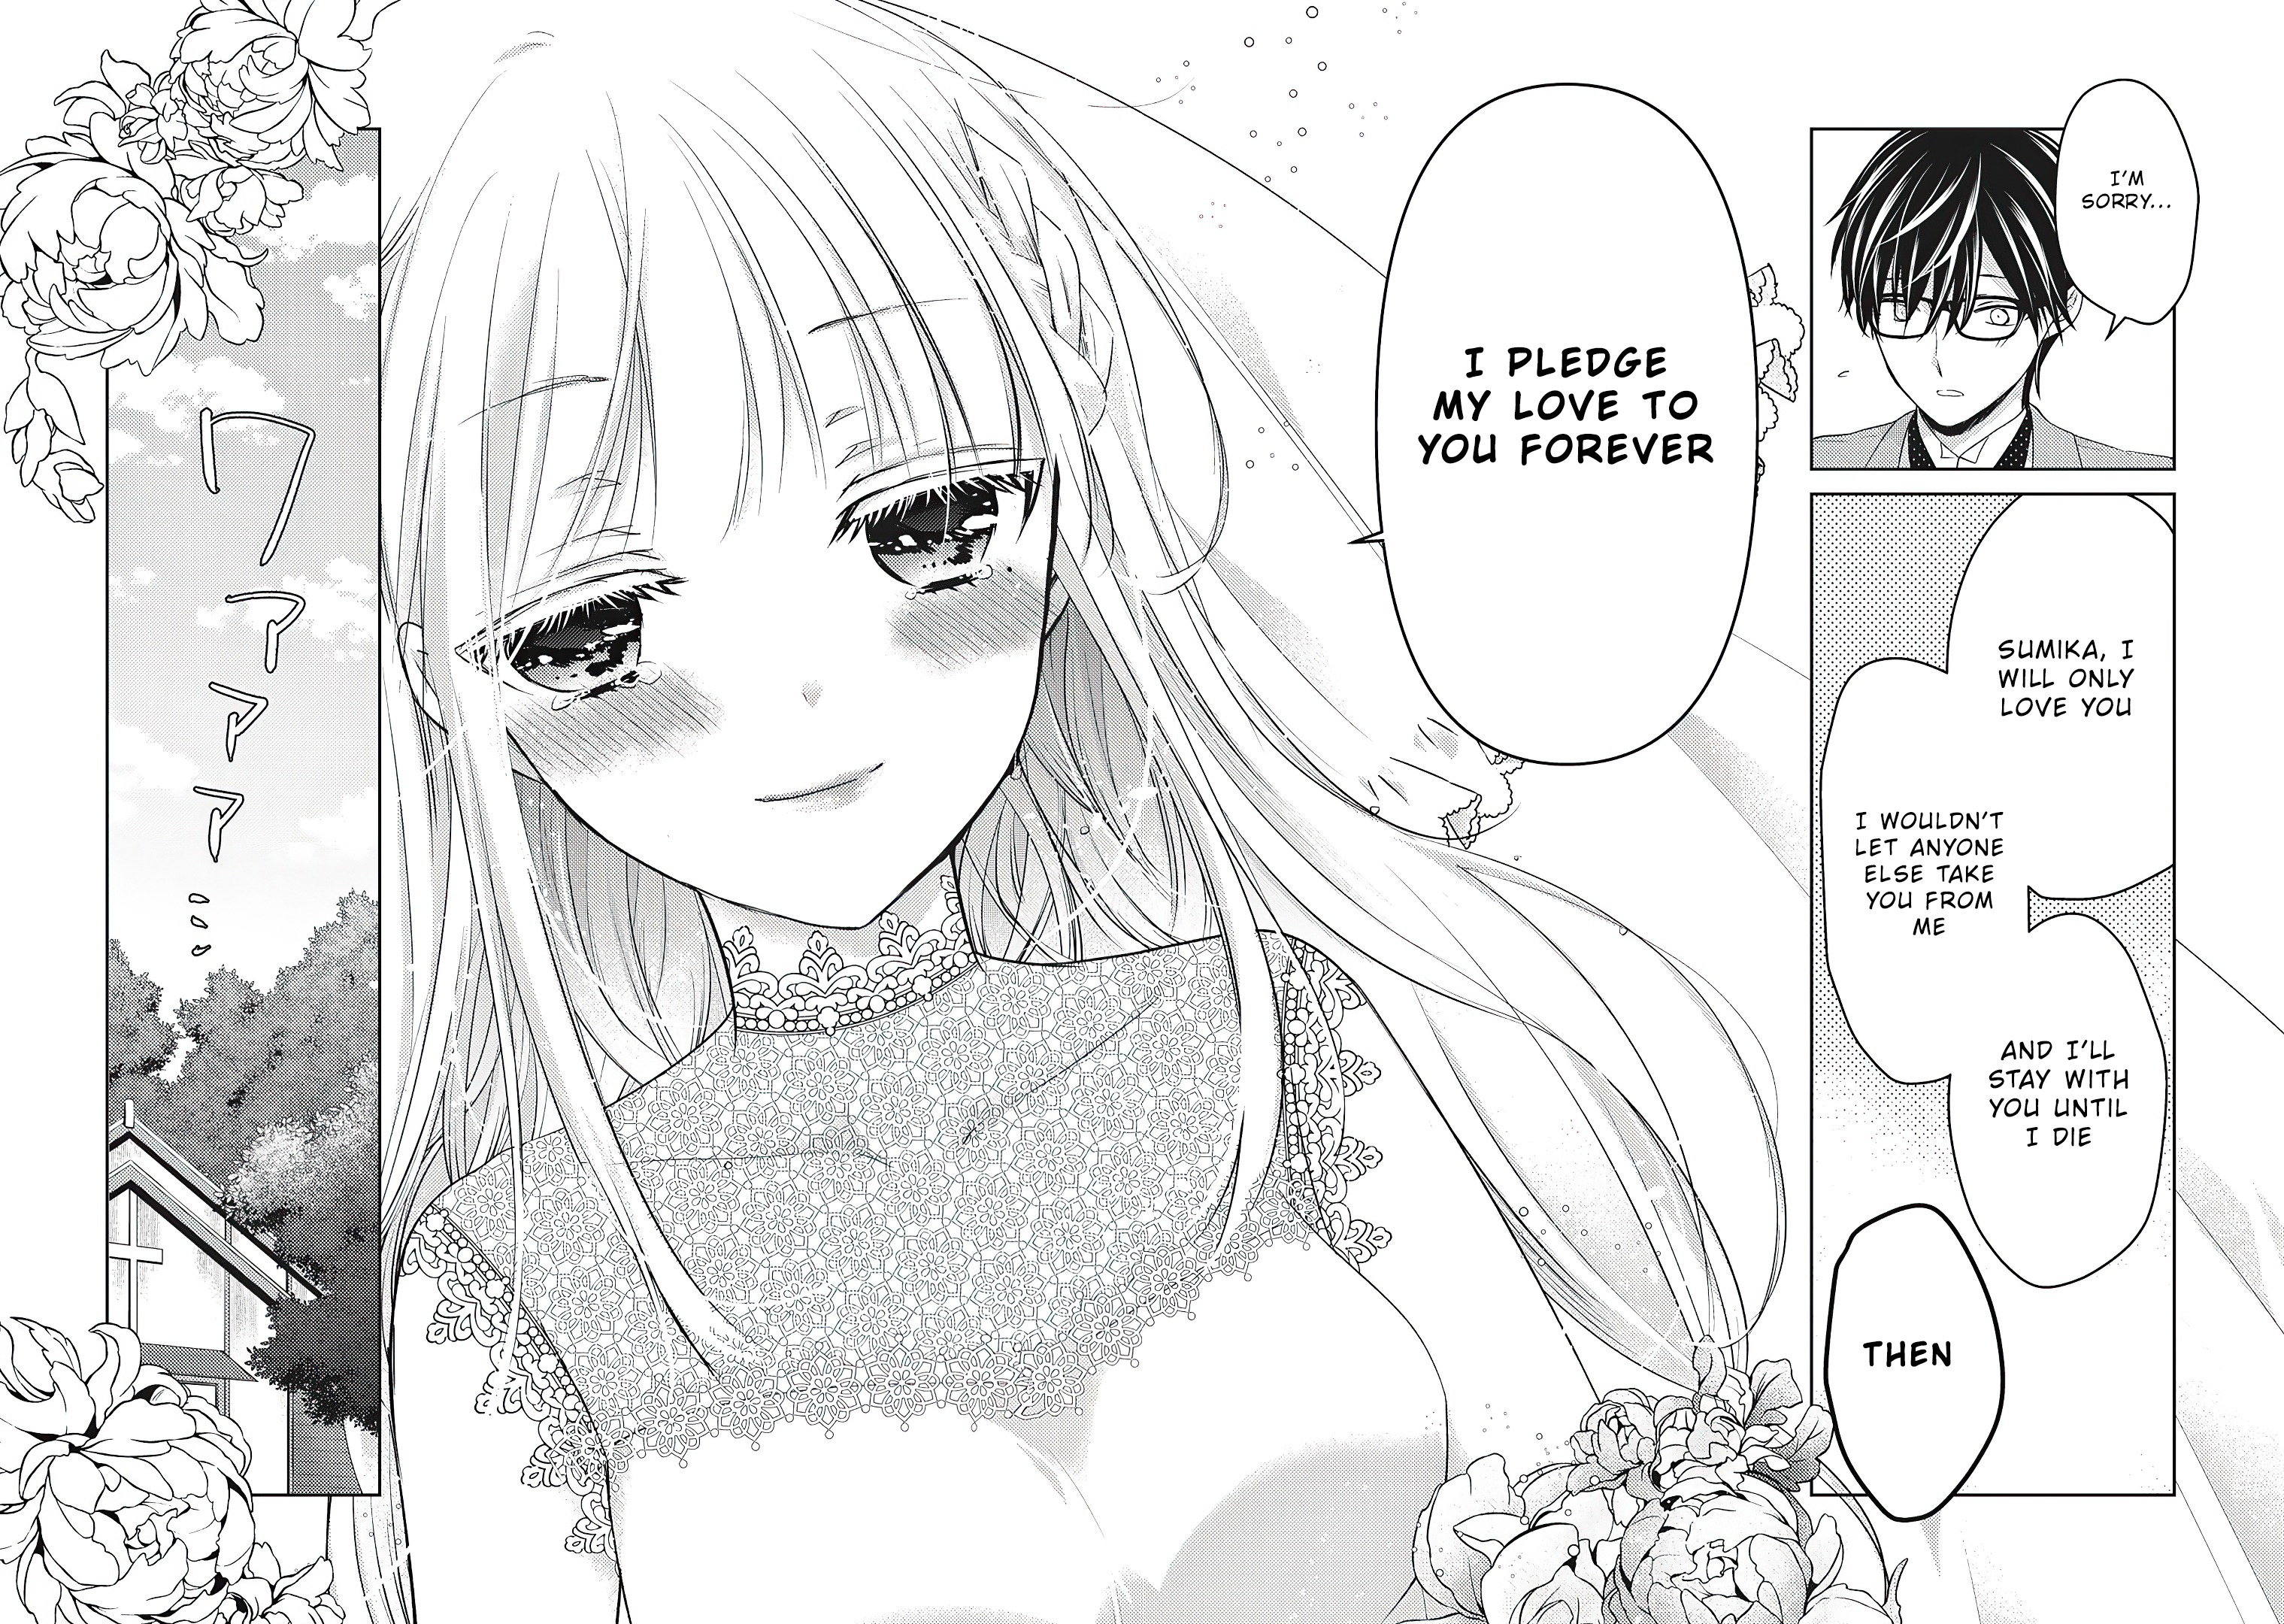 I'M
SORRY...
SUMIKA, I
WILL ONLY
LOVE YOU
I WOULDN'T
LET ANYONE
ELSE TAKE
YOU FROM
ME
AND I'LL
STAY WITH
YOU UNTIL
I DIE
THEN
I PLEDGE
MY LOVE TO
YOU FOREVER
ワァァァ...